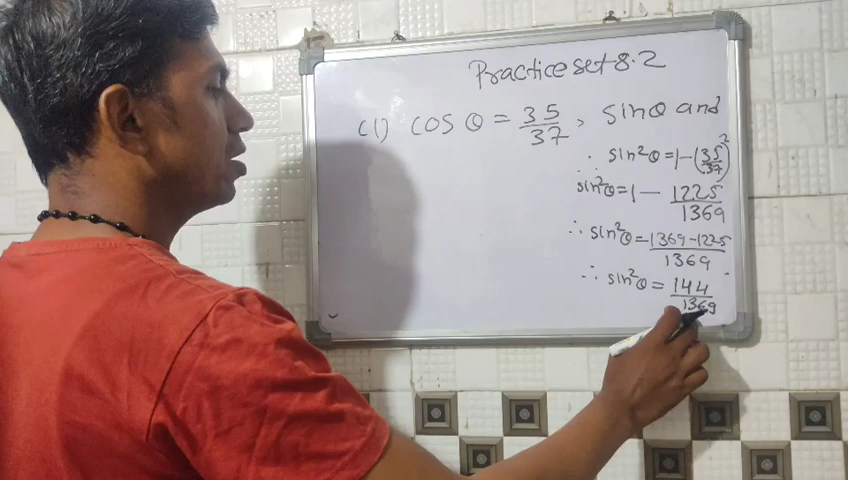 Practice set 8.2
(1) cos θ = 35/37, sinθ and
∴ sin²θ = 1 - (35/37)²
sin²θ = 1 - 1225/1369
∴ sin²θ = 1369-1225/1369
∴ sin²θ = 144/1369